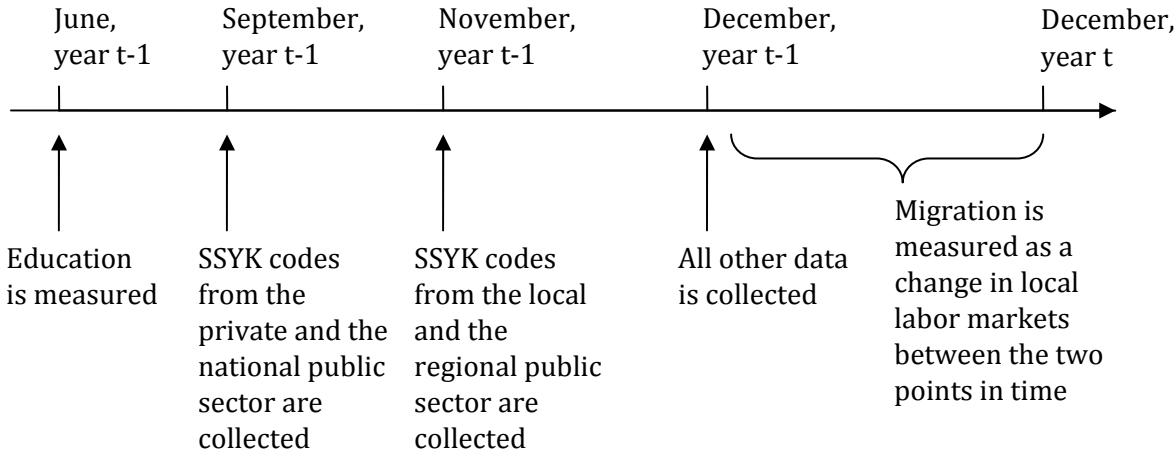 June,
year t-1
September,
year t-1
November,
year t-1
December,
year t-1
December,
year t
Education
is measured
SSYK codes
from the
private and the
national public
sector are
collected
SSYK codes
from the local
and the
regional public
sector are
collected
All other data
is collected
Migration is
measured as a
change in local
labor markets
between the two
points in time